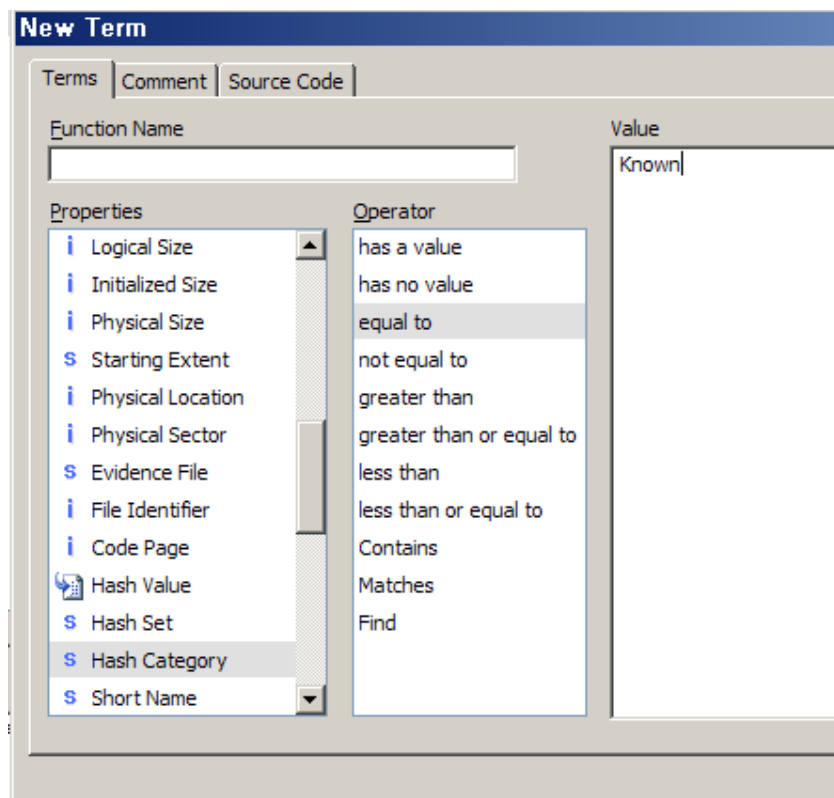 New Term
Terms Comment Source Code
Function Name
Value
Known
Properties
Operator
Logical Size
Initialized Size
Physical Size
Starting Extent
Physical Location
Physical Sector
Evidence File
File Identifier
Code Page
Hash Value
Hash Set
Hash Category
Short Name
has a value
has no value
equal to
not equal to
greater than
greater than or equal to
less than
less than or equal to
Contains
Matches
Find